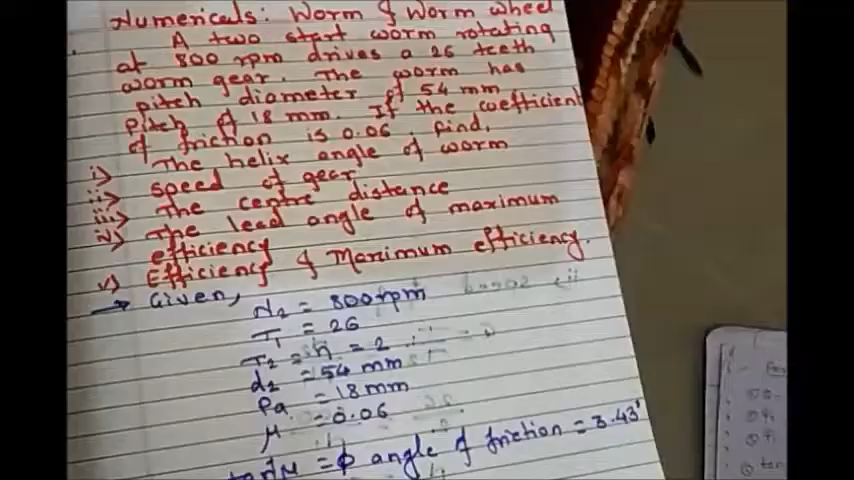 Numericals: Worm & Worm wheel
A two start worm rotating
at 800 rpm drives a 26 teeth
worm gear. The worm has
pitch diameter of 54 mm
pitch of 18 mm. If the coefficient
of friction is 0.06. find,
i) The helix angle of worm
ii) speed of gear
iii) The centre distance
iv) The lead angle of maximum
efficiency
v) Efficiency & Maximum efficiency.
→ Given,
N2 = 800rpm
T1 = 26
T2 = n = 2
d2 = 54 mm
Pa = 18mm
μ = 0.06
tan⁻¹μ = ϕ angle of friction = 3.43°